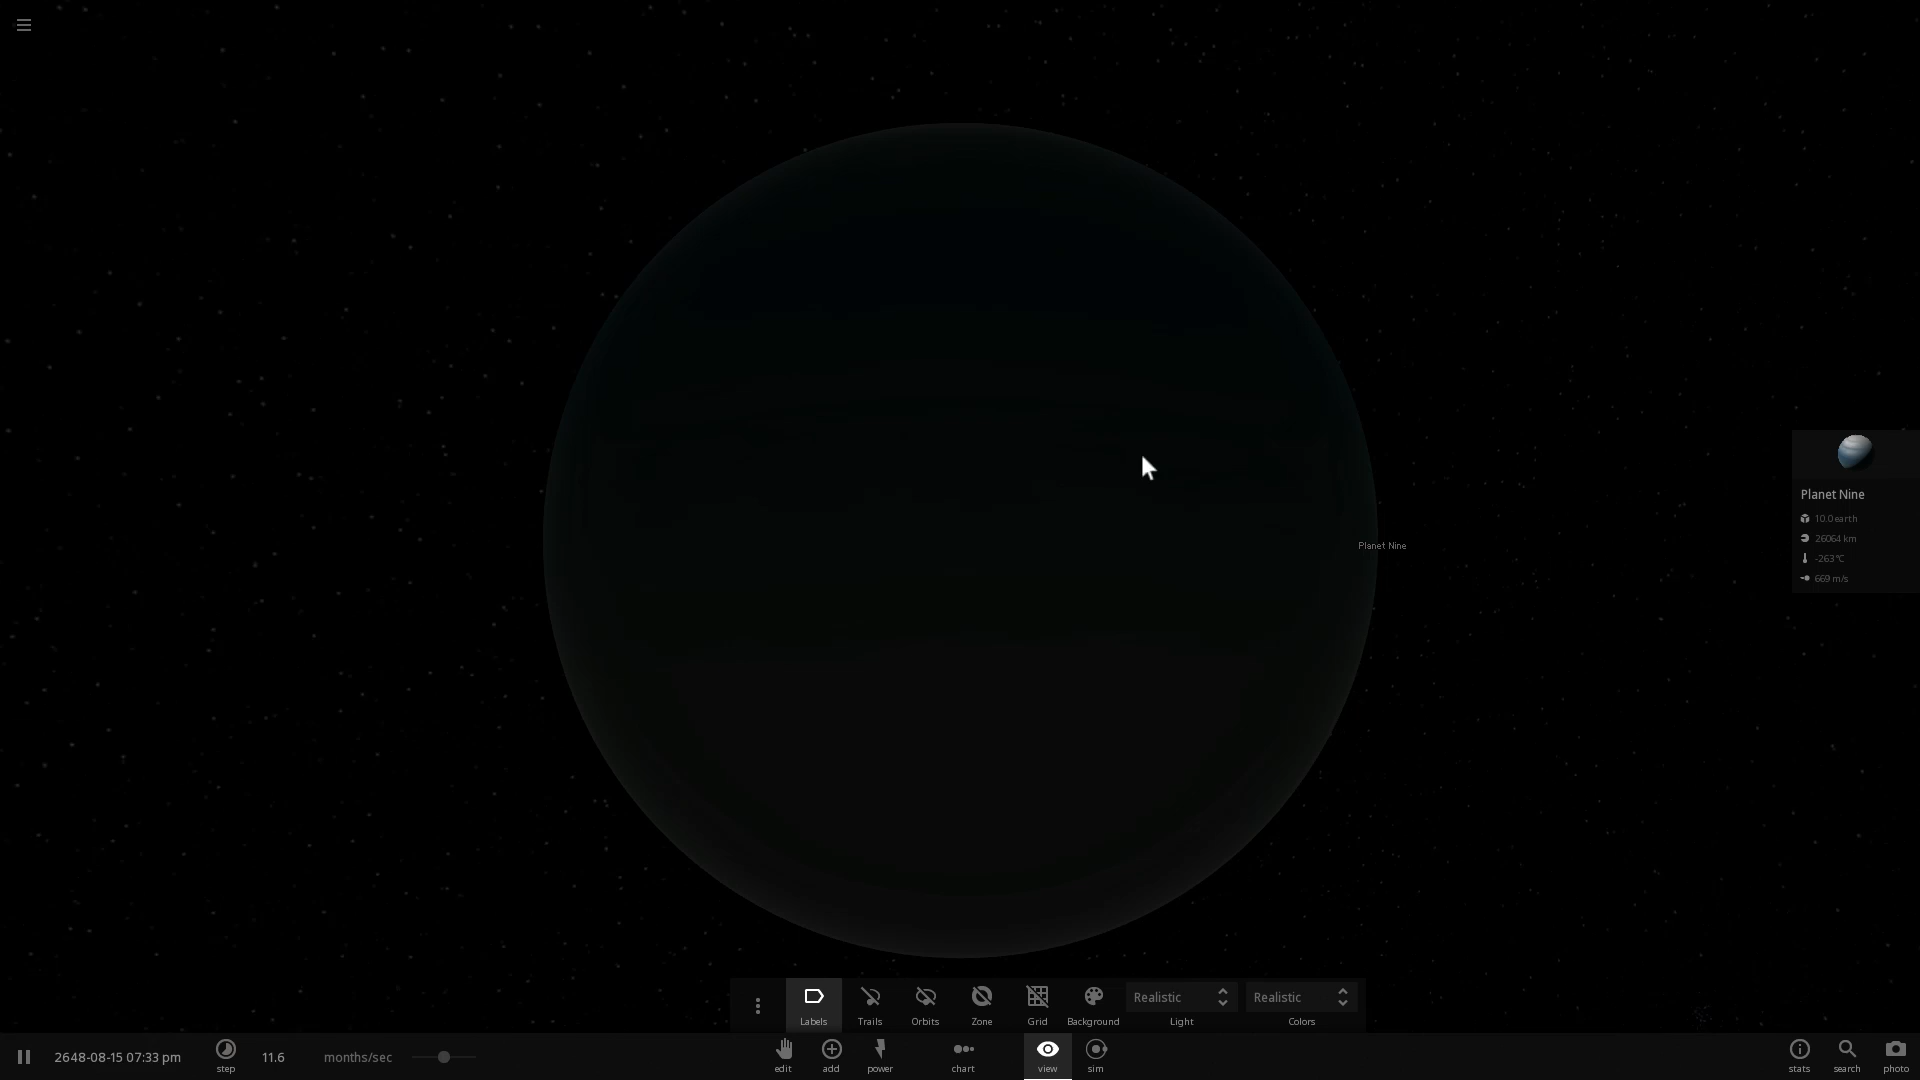 Planet Nine
10.0 earth
26064 km
-263°C
669 m/s
Planet Nine
Labels
Trails
Orbits
Zone
Grid
Background
Realistic
Light
Realistic
Colors
2648-08-15 07:33 pm
step
11.6
months/sec
edit
add
power
chart
view
sim
stats
search
photo